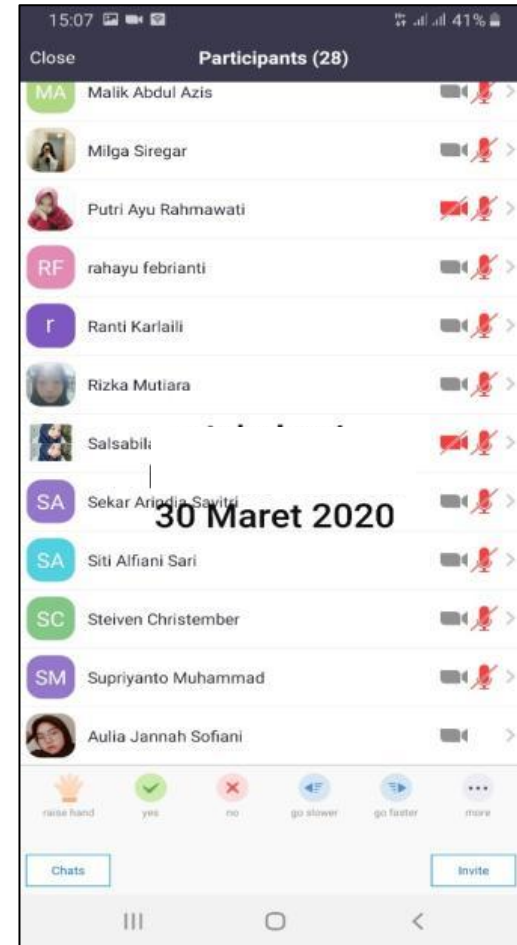 15:07 41%
Close Participants (28)
MA Malik Abdul Azis
Milga Siregar
Putri Ayu Rahmawati
RF rahayu febrianti
r Ranti Karlaili
Rizka Mutiara
Salsabila
SA Sekar Arindia Savitri
30 Maret 2020
SA Siti Alfiani Sari
SC Steiven Christember
SM Supriyanto Muhammad
Aulia Jannah Sofiani
raise hand yes no go slower go faster more
Chats Invite